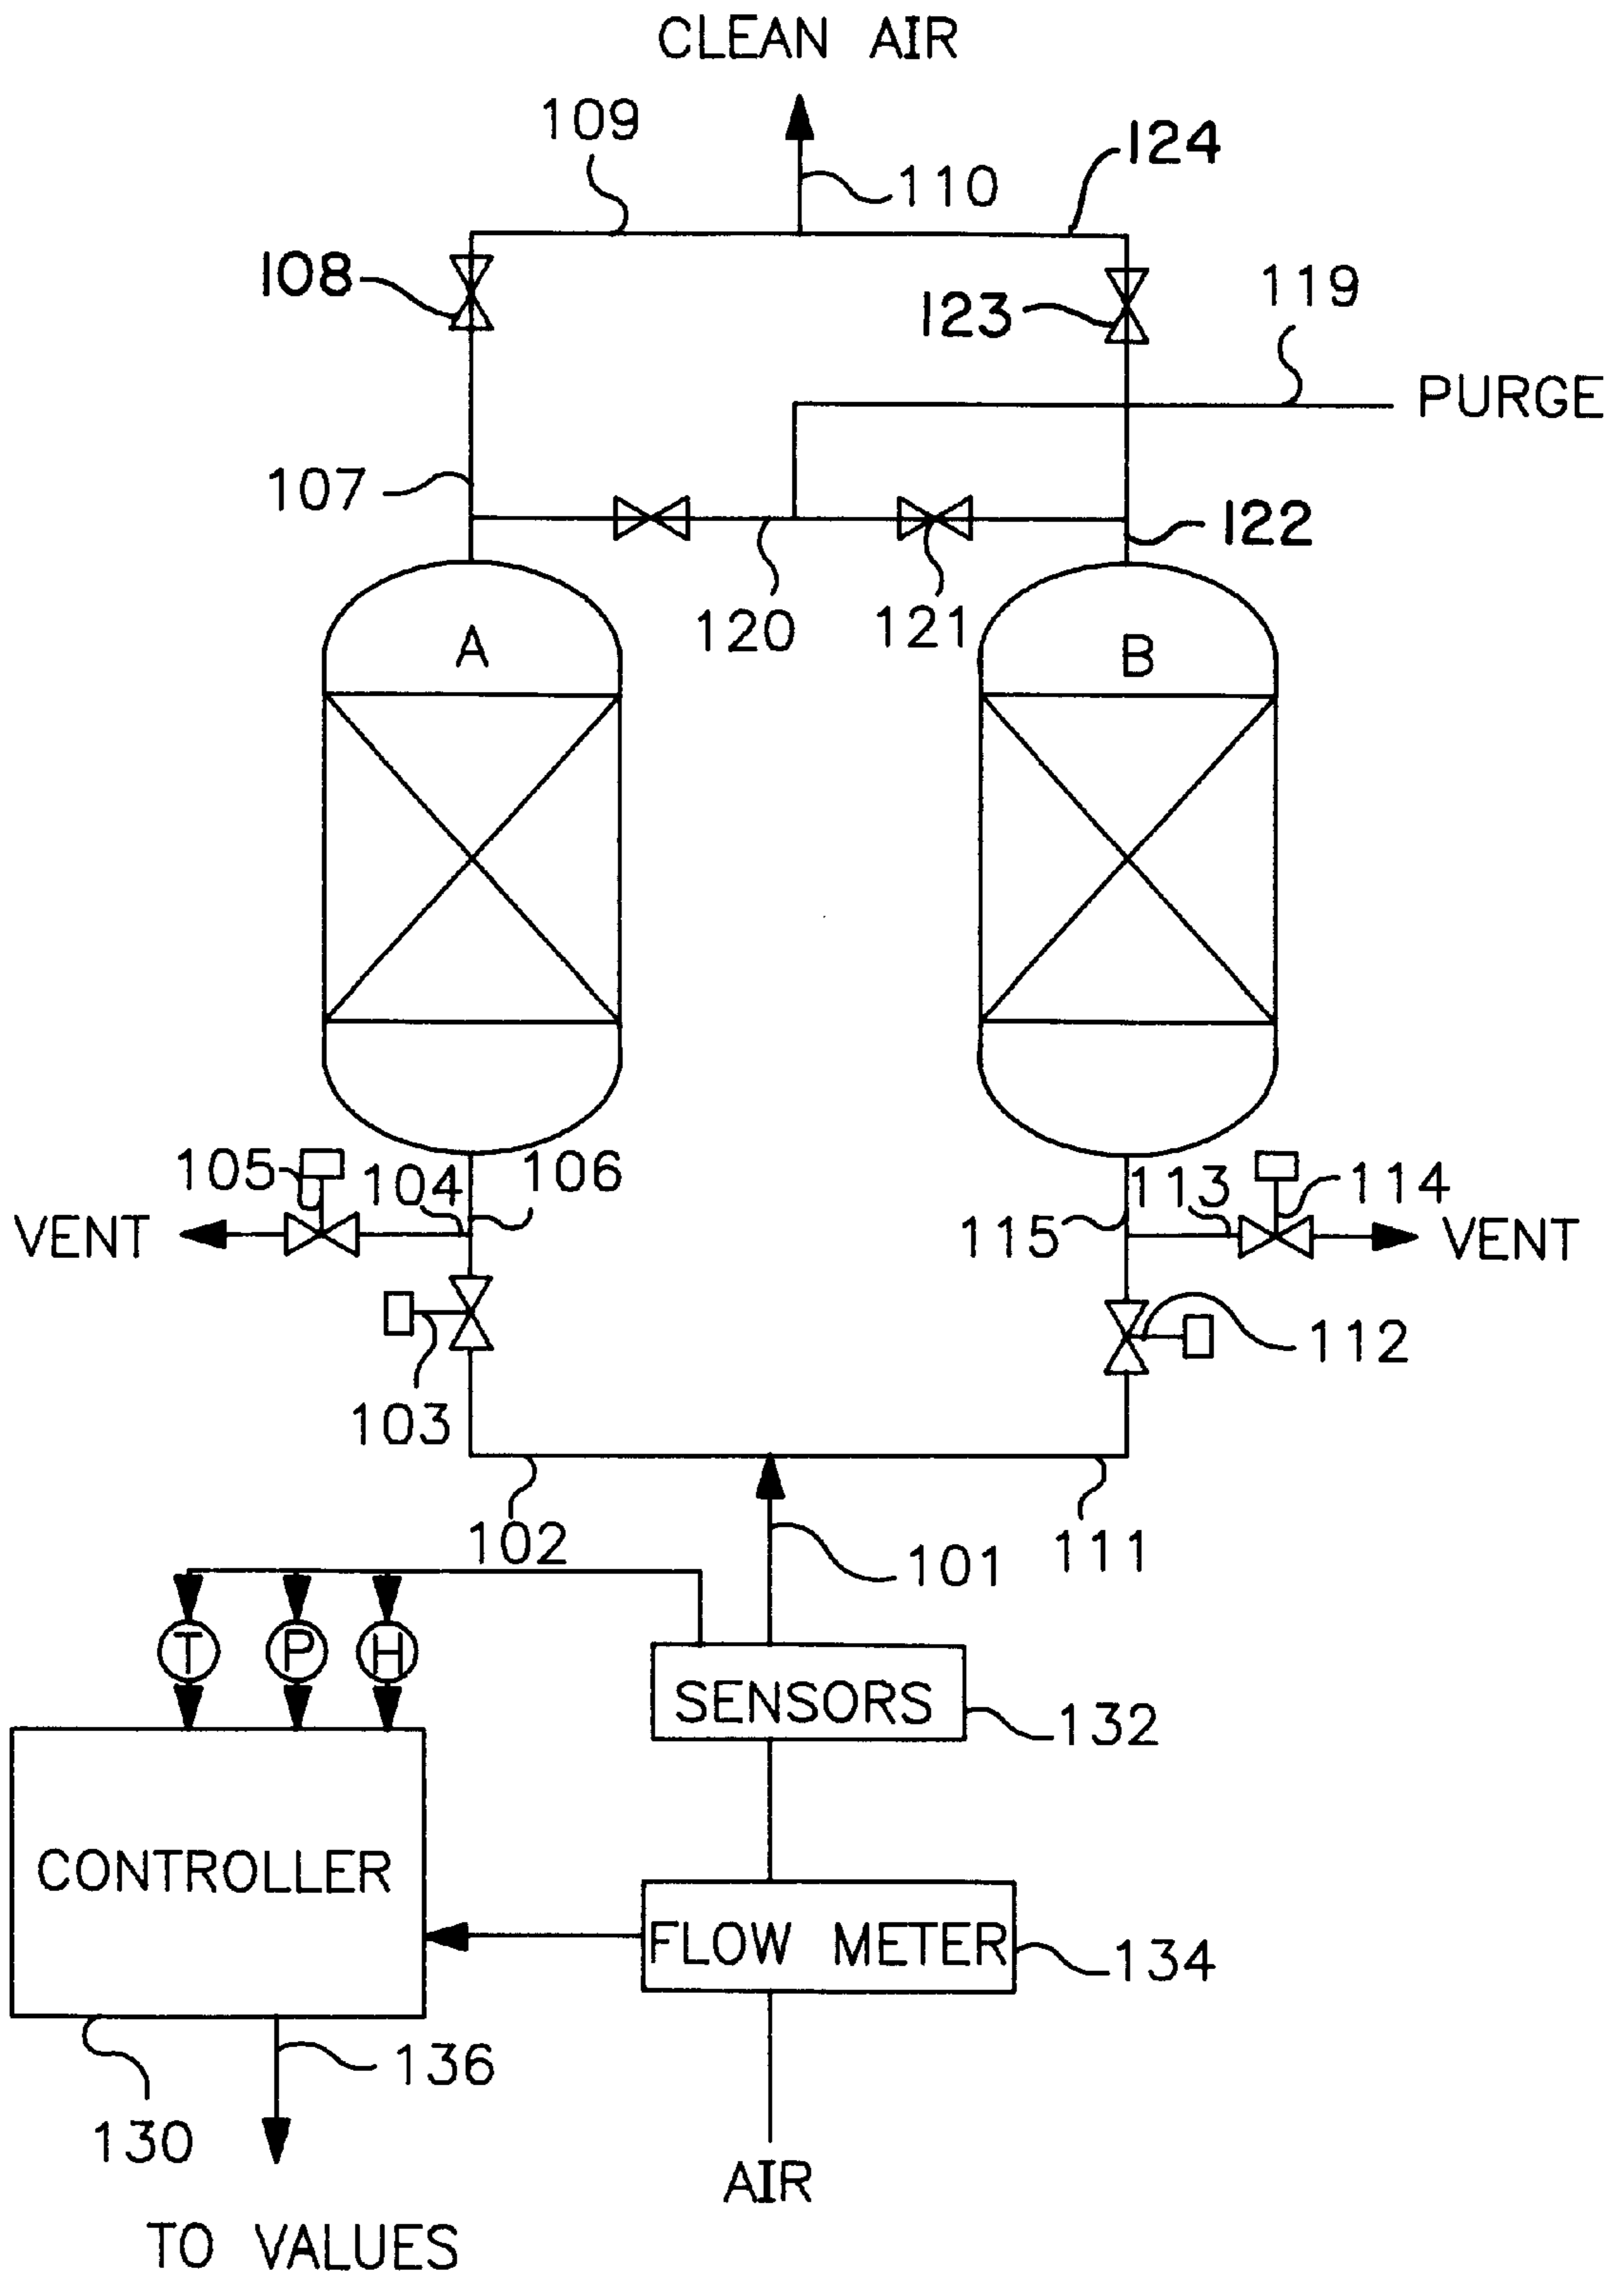 CLEAN AIR
109
124
110
108
119
123
PURGE
107
122
120
121
A
B
105
104
106
113
114
VENT
115
VENT
103
112
102
101
111
T
P
H
SENSORS
132
CONTROLLER
FLOW METER
134
136
130
AIR
TO VALUES